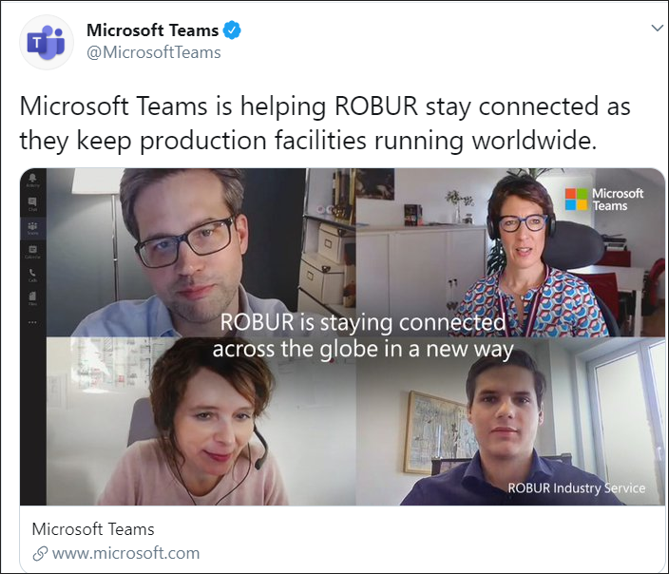 Microsoft Teams
@MicrosoftTeams
Microsoft Teams is helping ROBUR stay connected as
they keep production facilities running worldwide.
Microsoft
Teams
ROBUR is staying connected
across the globe in a new way
ROBUR Industry Service
Microsoft Teams
www.microsoft.com